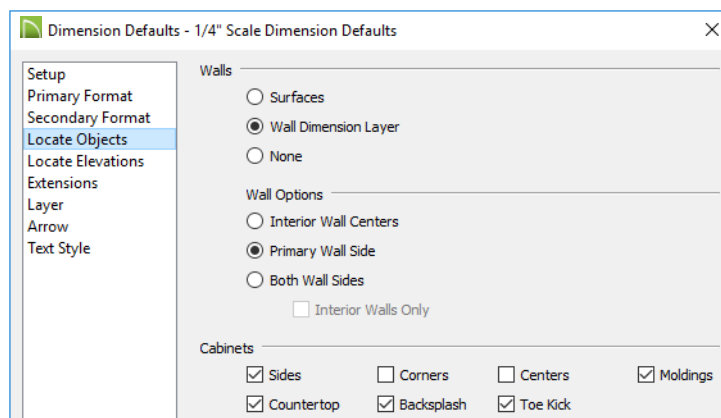 Dimension Defaults - 1/4" Scale Dimension Defaults
Setup
Primary Format
Secondary Format
Locate Objects
Locate Elevations
Extensions
Layer
Arrow
Text Style
Walls
Surfaces
Wall Dimension Layer
None
Wall Options
Interior Wall Centers
Primary Wall Side
Both Wall Sides
Interior Walls Only
Cabinets
Sides Corners Centers Moldings
Countertop Backsplash Toe Kick